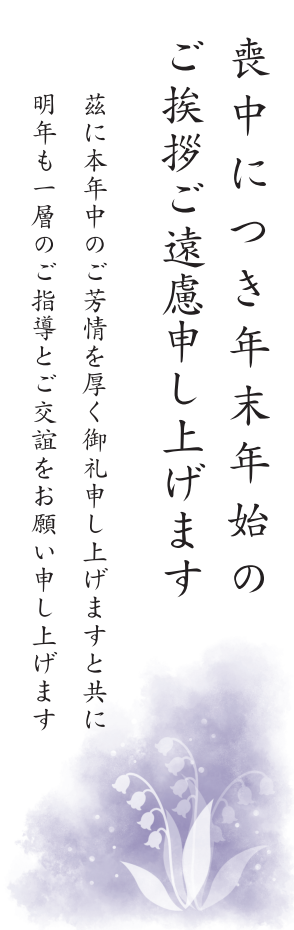 喪中につき年末年始の
ご挨拶ご遠慮申し上げます
茲に本年中のご芳情を厚く御礼申し上げますと共に
明年も一層のご指導とご交誼をお願い申し上げます